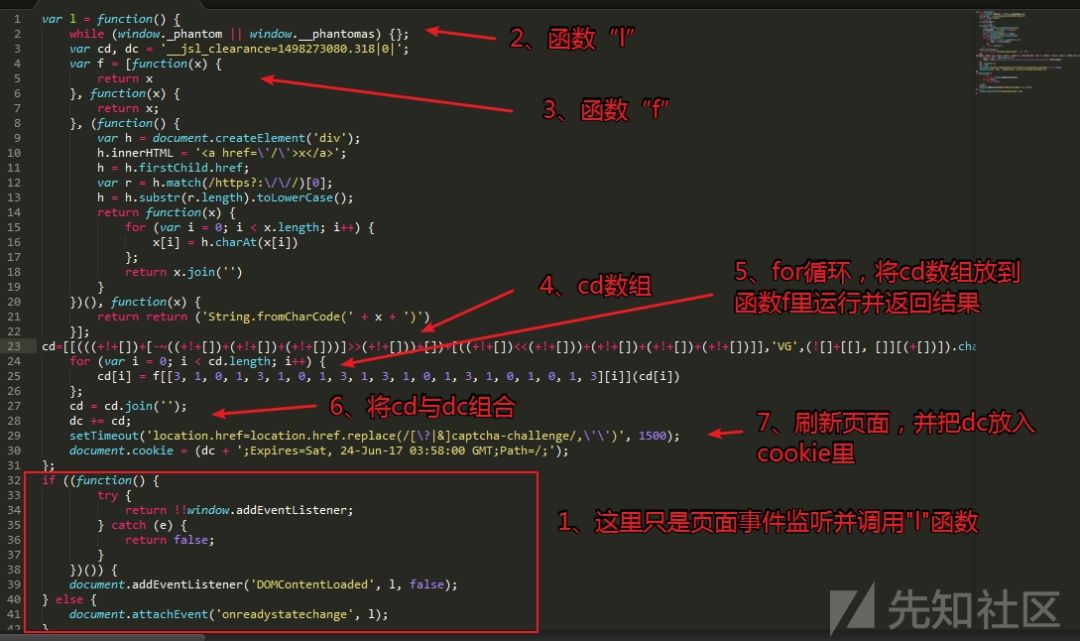 1 var l = function() {
2 while (window._phantom || window.__phantomas) {};
3 var cd, dc = '__jsl_clearance=1498273080.318|0|';
4 var f = [function(x) {
5 return x
6 }, function(x) {
7 return x;
8 }, (function() {
9 var h = document.createElement('div');
10 h.innerHTML = '<a href=\'/\'>x</a>';
11 h = h.firstChild.href;
12 var r = h.match(/https?:\/\//)[0];
13 h = h.substr(r.length).toLowerCase();
14 return function(x) {
15 for (var i = 0; i < x.length; i++) {
16 x[i] = h.charAt(x[i])
17 };
18 return x.join('')
19 }
20 })(), function(x) {
21 return return ('String.fromCharCode(' + x + ')')
22 }];
23 cd=[[(((+!+[])+[-~((+!+[])+(+!+[])+(+!+[]))]>>(+!+[]))+[])+[((+!+[])<<(+!+[]))+(+!+[])+(+!+[])+(+!+[])]],'VG',(![]+[[], [][(+[])]).cha
24 for (var i = 0; i < cd.length; i++) {
25 cd[i] = f[[3, 1, 0, 1, 3, 1, 0, 1, 3, 1, 3, 1, 0, 1, 3, 1, 0, 1, 0, 1, 3][i]](cd[i])
26 };
27 cd = cd.join('');
28 dc += cd;
29 setTimeout('location.href=location.href.replace(/[\?|&]captcha-challenge/,\'\')', 1500);
30 document.cookie = (dc + ';Expires=Sat, 24-Jun-17 03:58:00 GMT;Path=/;');
31 };
32 if ((function() {
33 try {
34 return !!window.addEventListener;
35 } catch (e) {
36 return false;
37 }
38 })()) {
39 document.addEventListener('DOMContentLoaded', l, false);
40 } else {
41 document.attachEvent('onreadystatechange', l);
42 }
2、函数“l”
3、函数“f”
4、cd数组
5、for循环，将cd数组放到
函数f里运行并返回结果
6、将cd与dc组合
7、刷新页面，并把dc放入
cookie里
1、这里只是页面事件监听并调用"l"函数
先知社区